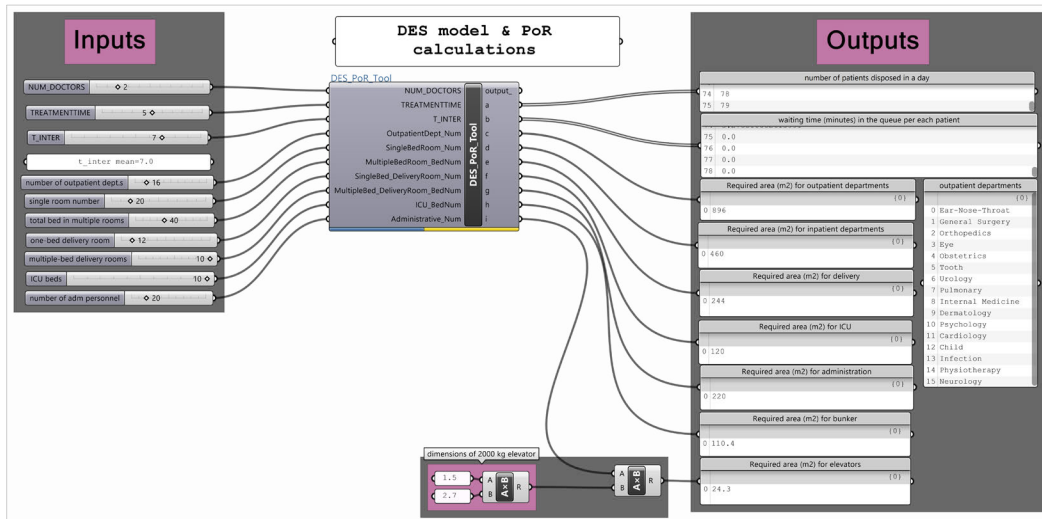 Inputs
DES model & PoR
calculations
Outputs
NUM_DOCTORS 2
TREATMENTTIME 5
T_INTER 7
t_inter mean=7.0
number of outpatient dept.s 16
single room number 20
total bed in multiple rooms 40
one-bed delivery room 12
multiple-bed delivery rooms 10
ICU beds 10
number of adm personnel 20
DES_PoR_Tool
NUM_DOCTORS output_
TREATMENTTIME a
T_INTER b
OutpatientDept_Num c
SingleBedRoom_Num d
MultipleBedRoom_BedNum e
SingleBed_DeliveryRoom_Num f
MultipleBed_DeliveryRoom_BedNum g
ICU_BedNum h
Administrative_Num i
DES_PoR_Tool
number of patients disposed in a day
74 78
75 79
waiting time (minutes) in the queue per each patient
75 0.0
76 0.0
77 0.0
78 0.0
Required area (m2) for outpatient departments
{0}
0 896
Required area (m2) for inpatient departments
{0}
0 460
Required area (m2) for delivery
{0}
0 244
Required area (m2) for ICU
{0}
0 120
Required area (m2) for administration
{0}
0 220
Required area (m2) for bunker
{0}
0 110.4
Required area (m2) for elevators
{0}
0 24.3
outpatient departments
{0}
0 Ear-Nose-Throat
1 General Surgery
2 Orthopedics
3 Eye
4 Obstetrics
5 Tooth
6 Urology
7 Pulmonary
8 Internal Medicine
9 Dermatology
10 Psychology
11 Cardiology
12 Child
13 Infection
14 Physiotherapy
15 Neurology
dimensions of 2000 kg elevator
1.5
2.7
A
B
A×B
R
A
B
A×B
R